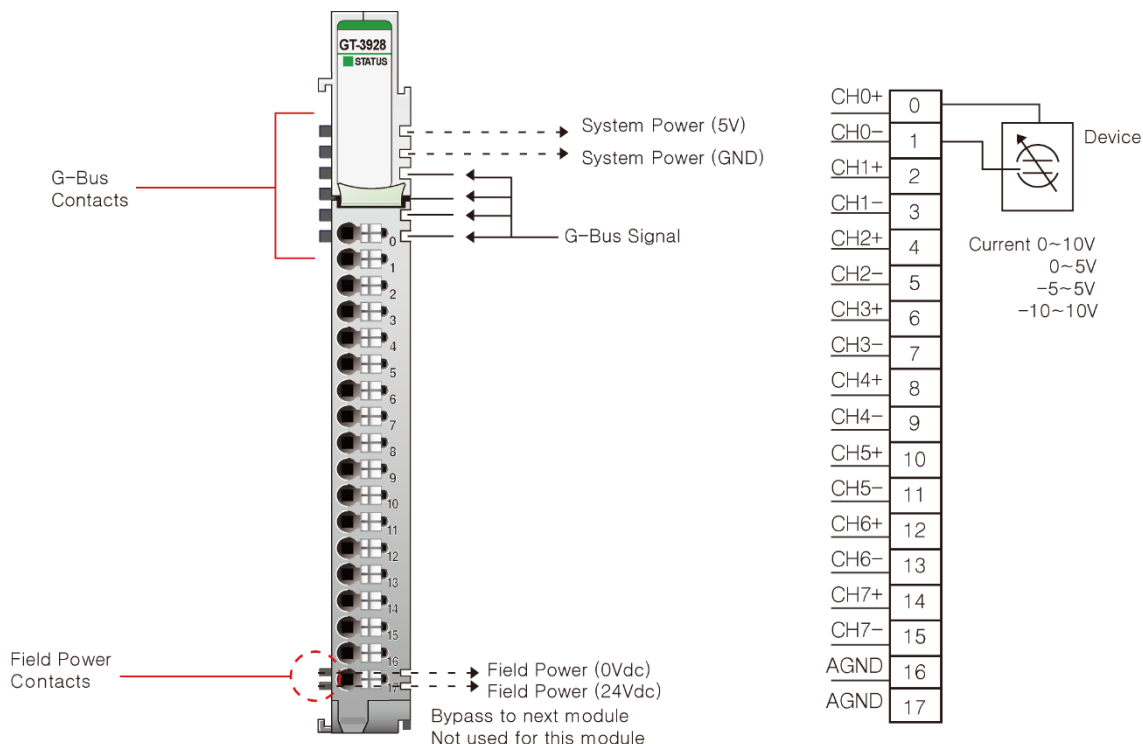 GT-3928
STATUS
System Power (5V)
System Power (GND)
G-Bus
Contacts
G-Bus Signal
0
1
2
3
4
5
6
7
8
9
10
11
12
13
14
15
16
17
Field Power
Contacts
Field Power (0Vdc)
Field Power (24Vdc)
Bypass to next module
Not used for this module
CH0+ 0
CH0- 1
CH1+ 2
CH1- 3
CH2+ 4
CH2- 5
CH3+ 6
CH3- 7
CH4+ 8
CH4- 9
CH5+ 10
CH5- 11
CH6+ 12
CH6- 13
CH7+ 14
CH7- 15
AGND 16
AGND 17
Device
Current 0~10V
0~5V
-5~5V
-10~10V